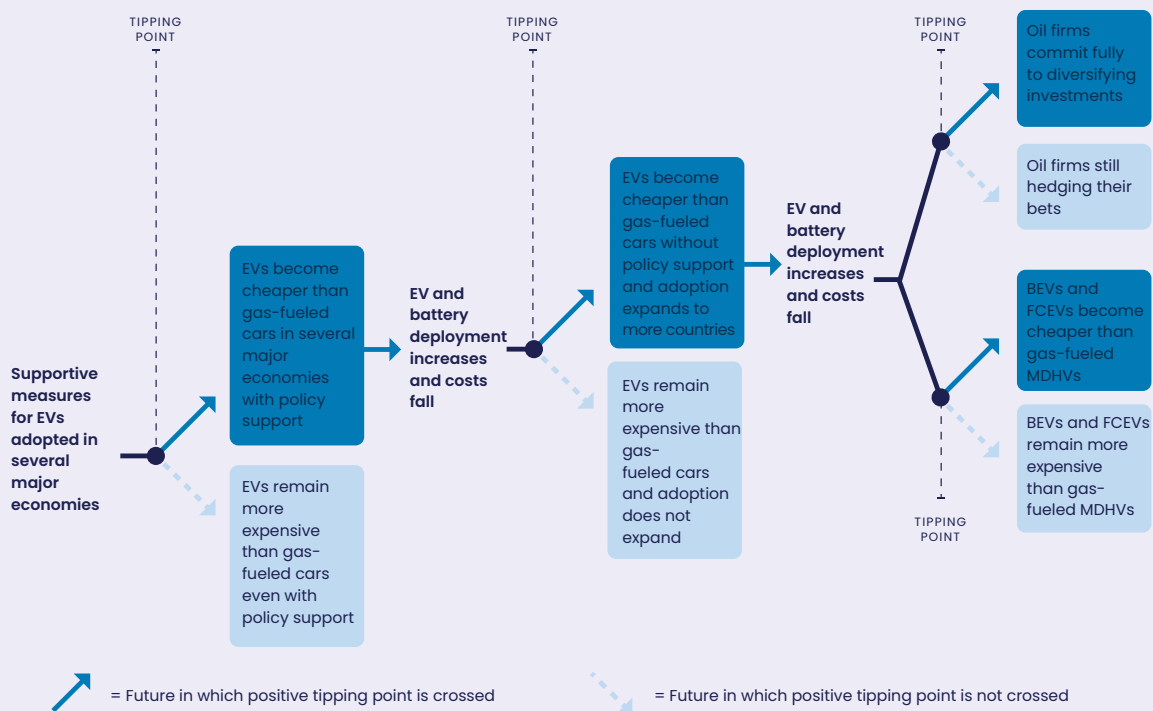 TIPPING
POINT
TIPPING
POINT
TIPPING
POINT
Supportive
measures
for EVs
adopted in
several
major
economies
EVs become
cheaper than
gas-fueled
cars in several
major
economies
with policy
support
EVs remain
more
expensive
than gas-
fueled cars
even with
policy support
EV and
battery
deployment
increases
and costs
fall
EVs become
cheaper than
gas-fueled
cars without
policy support
and adoption
expands to
more countries
EVs remain
more
expensive than
gas-
fueled cars
and adoption
does not
expand
EV and
battery
deployment
increases
and costs
fall
Oil firms
commit fully
to diversifying
investments
Oil firms still
hedging their
bets
BEVs and
FCEVs become
cheaper than
gas-fueled
MDHVs
BEVs and FCEVs
remain more
expensive
than gas-
fueled MDHVs
TIPPING
POINT
= Future in which positive tipping point is crossed
= Future in which positive tipping point is not crossed